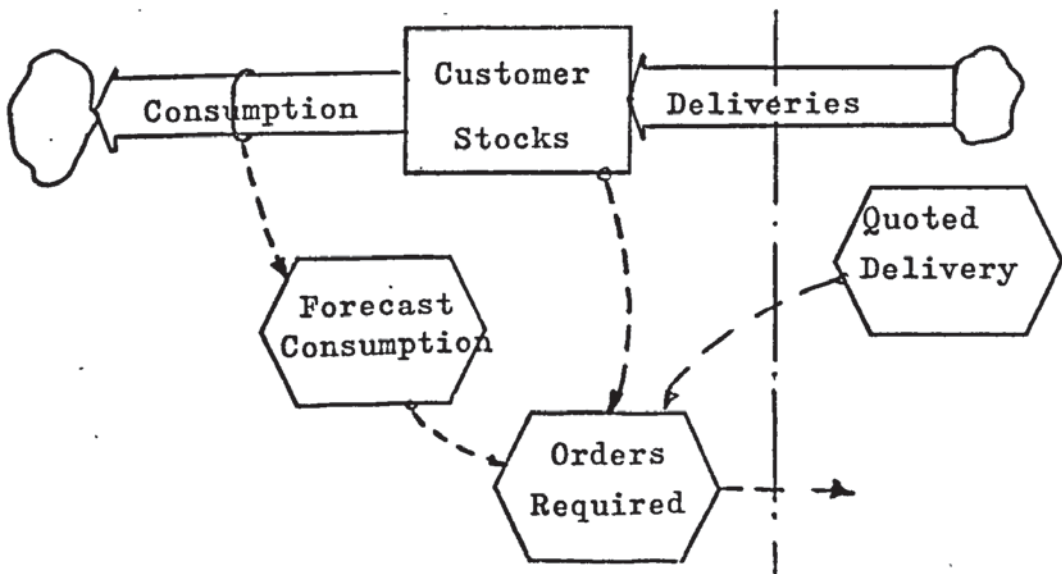 Customer
Stocks
Consumption
Deliveries
Quoted
Delivery
Forecast
Consumption
Orders
Required